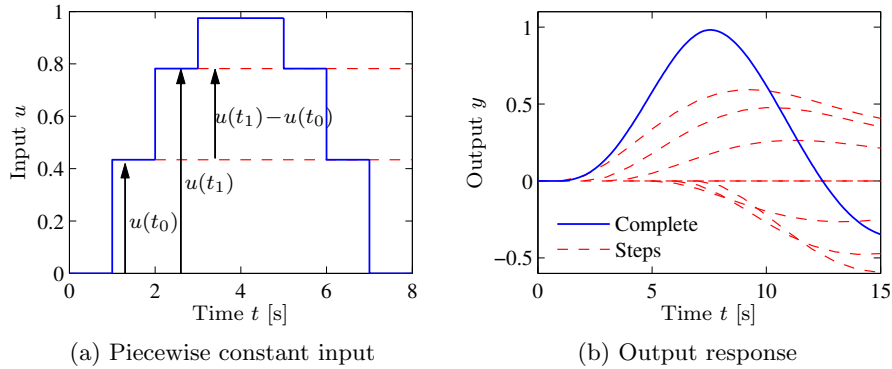 1
0.8
0.6
0.4
0.2
0
0 2 4 6 8
Input u
Time t [s]
u(t₀)
u(t₁)
u(t₁)−u(t₀)
(a) Piecewise constant input
1
0.5
0
−0.5
0 5 10 15
Output y
Time t [s]
Complete
Steps
(b) Output response